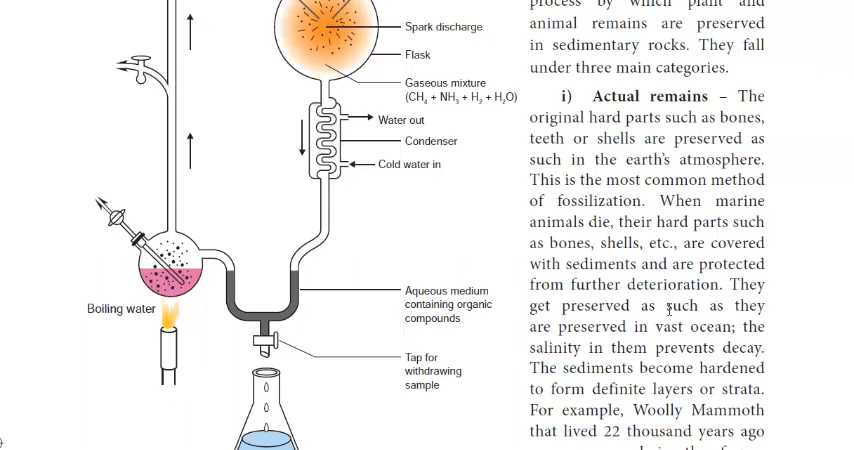 Spark discharge
Flask
Gaseous mixture
(CH₄ + NH₃ + H₂ + H₂O)
Water out
Condenser
Cold water in
Boiling water
Aqueous medium
containing organic
compounds
Tap for
withdrawing
sample
process by which plant and
animal remains are preserved
in sedimentary rocks. They fall
under three main categories.
i) Actual remains – The
original hard parts such as bones,
teeth or shells are preserved as
such in the earth's atmosphere.
This is the most common method
of fossilization. When marine
animals die, their hard parts such
as bones, shells, etc., are covered
with sediments and are protected
from further deterioration. They
get preserved as such as they
are preserved in vast ocean; the
salinity in them prevents decay.
The sediments become hardened
to form definite layers or strata.
For example, Woolly Mammoth
that lived 22 thousand years ago